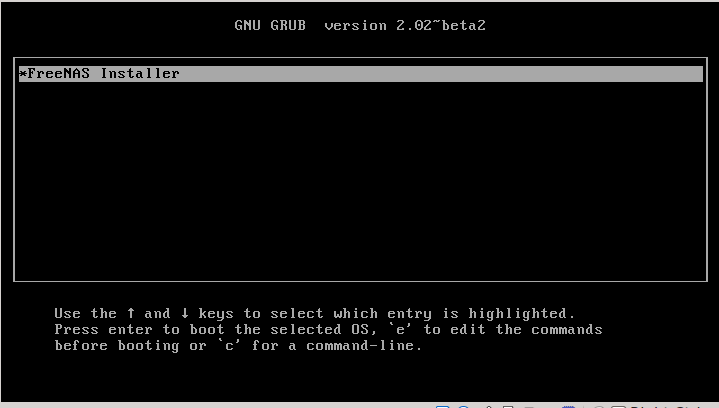 GNU GRUB  version 2.02~beta2
*FreeNAS Installer
Use the ↑ and ↓ keys to select which entry is highlighted.
Press enter to boot the selected OS, `e' to edit the commands
before booting or `c' for a command-line.